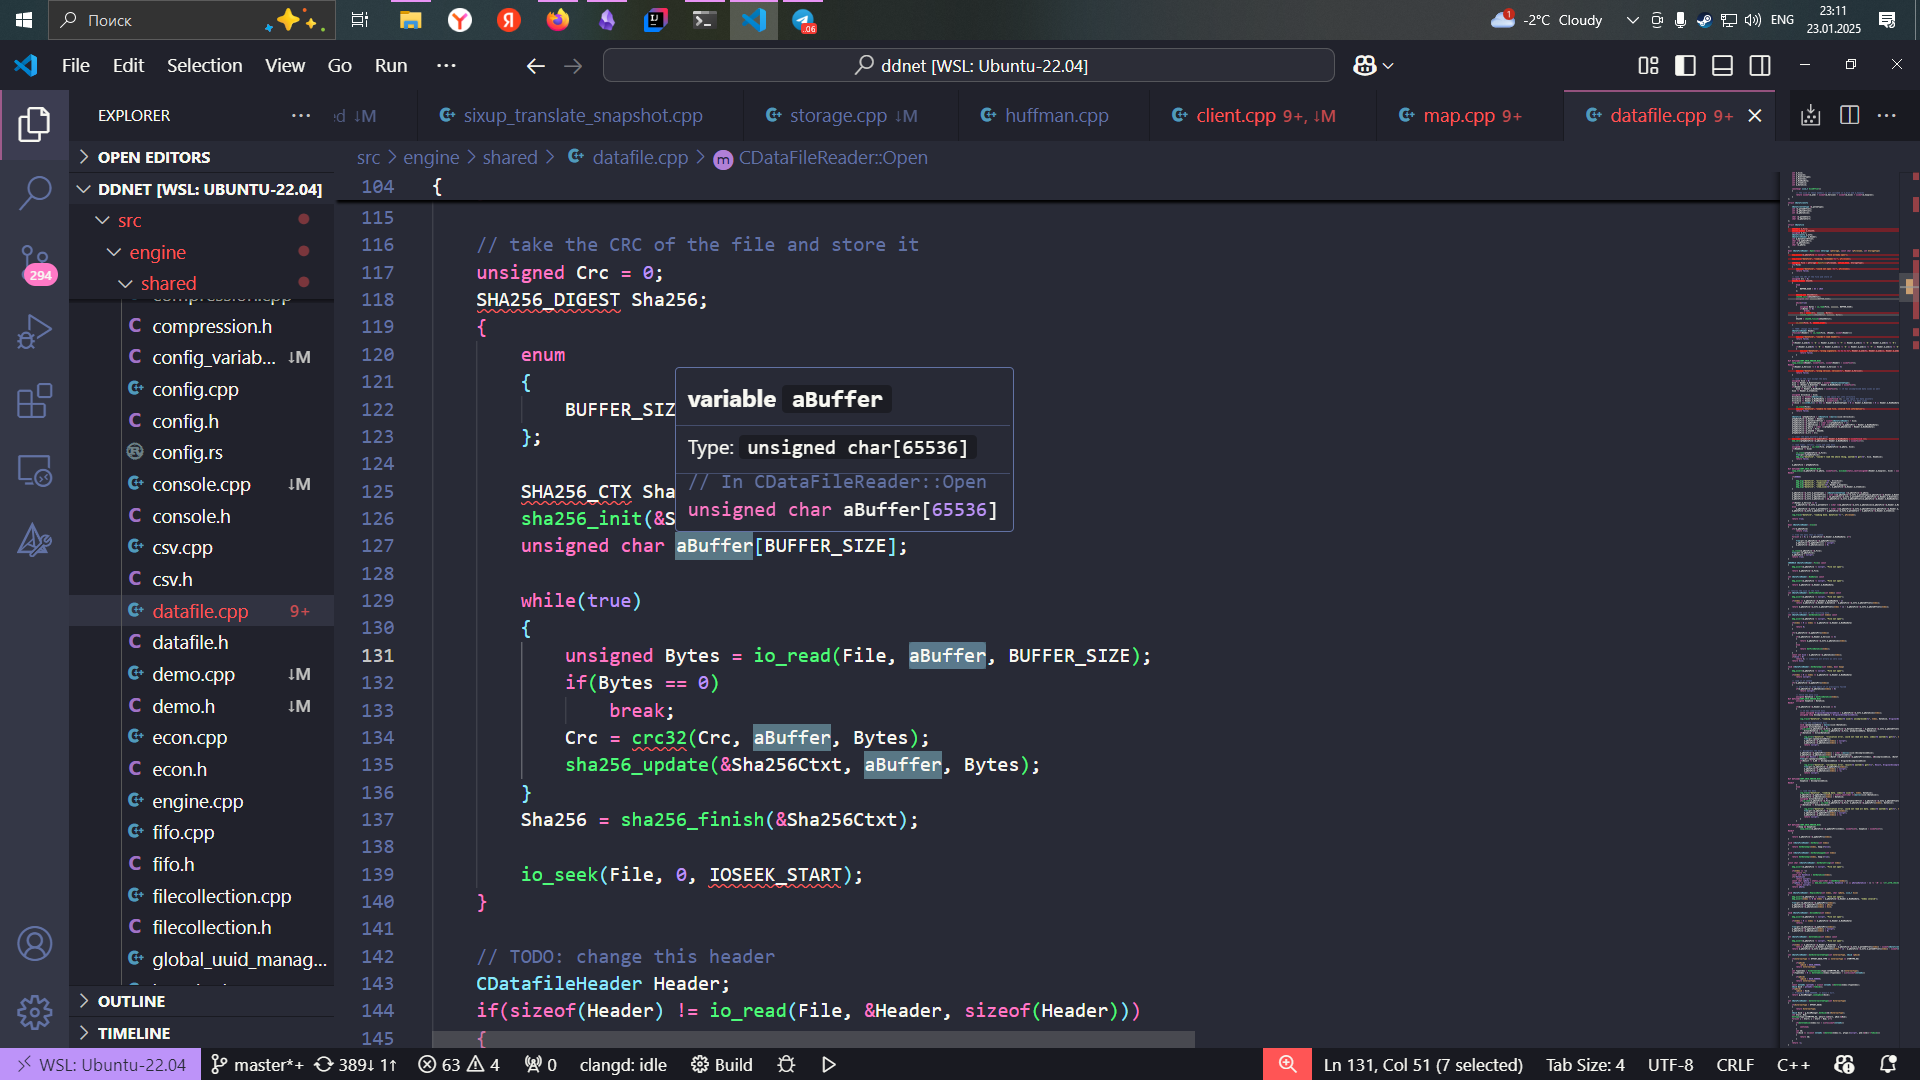 Поиск
-2°C Cloudy
ENG
23:11
23.01.2025
File Edit Selection View Go Run ···
ddnet [WSL: Ubuntu-22.04]
EXPLORER
ed ↓M
sixup_translate_snapshot.cpp
storage.cpp ↓M
huffman.cpp
client.cpp 9+, ↓M
map.cpp 9+
datafile.cpp 9+
OPEN EDITORS
DDNET [WSL: UBUNTU-22.04]
src
engine
shared
compression.cpp
compression.h
config_variab... ↓M
config.cpp
config.h
config.rs
console.cpp ↓M
console.h
csv.cpp
csv.h
datafile.cpp 9+
datafile.h
demo.cpp ↓M
demo.h ↓M
econ.cpp
econ.h
engine.cpp
fifo.cpp
fifo.h
filecollection.cpp
filecollection.h
global_uuid_manag...
OUTLINE
TIMELINE
294
src > engine > shared > datafile.cpp > CDataFileReader::Open
104 {
115
116 // take the CRC of the file and store it
117 unsigned Crc = 0;
118 SHA256_DIGEST Sha256;
119 {
120 enum
121 {
122 BUFFER_SIZ
123 };
124
125 SHA256_CTX Sha
126 sha256_init(&S
127 unsigned char aBuffer[BUFFER_SIZE];
128
129 while(true)
130 {
131 unsigned Bytes = io_read(File, aBuffer, BUFFER_SIZE);
132 if(Bytes == 0)
133 break;
134 Crc = crc32(Crc, aBuffer, Bytes);
135 sha256_update(&Sha256Ctxt, aBuffer, Bytes);
136 }
137 Sha256 = sha256_finish(&Sha256Ctxt);
138
139 io_seek(File, 0, IOSEEK_START);
140 }
141
142 // TODO: change this header
143 CDatafileHeader Header;
144 if(sizeof(Header) != io_read(File, &Header, sizeof(Header)))
145 {
variable aBuffer
Type: unsigned char[65536]
// In CDataFileReader::Open
unsigned char aBuffer[65536]
WSL: Ubuntu-22.04
master*+
389↓ 1↑
63 4
0
clangd: idle
Build
Ln 131, Col 51 (7 selected)
Tab Size: 4
UTF-8
CRLF
C++